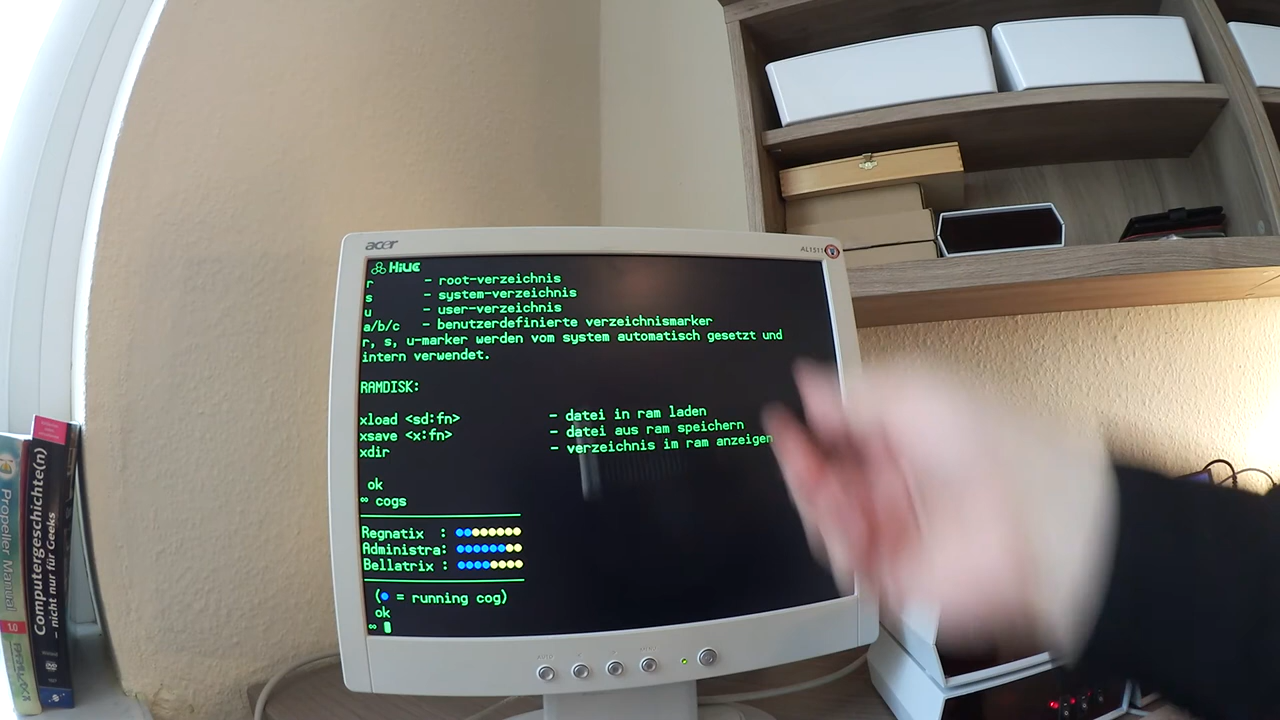 acer
AL1511
Hive
r - root-verzeichnis
s - system-verzeichnis
u - user-verzeichnis
a/b/c - benutzerdefinierte verzeichnismarker
r, s, u-marker werden vom system automatisch gesetzt und
intern verwendet.
RAMDISK:
xload <sd:fn> - datei in ram laden
xsave <x:fn> - datei aus ram speichern
xdir - verzeichnis im ram anzeigen
ok
∞ cogs
Regnatix :
Administra:
Bellatrix :
(● = running cog)
ok
∞
Propeller Manual
1.0
Computergeschichte(n)
– nicht nur für Geeks